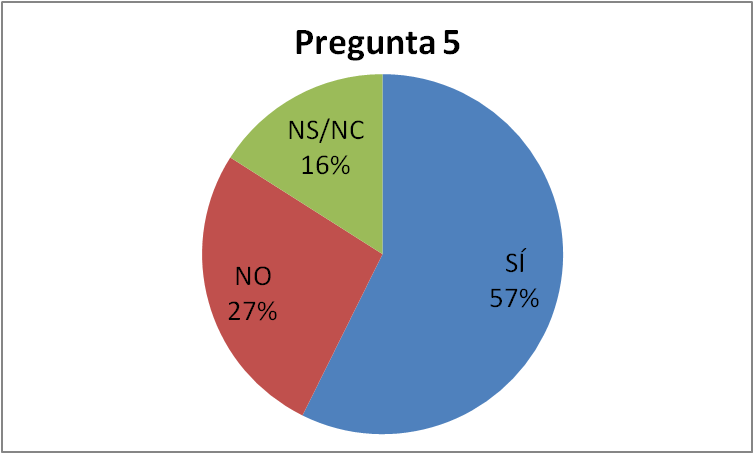 Pregunta 5
NS/NC
16%
SÍ
57%
NO
27%